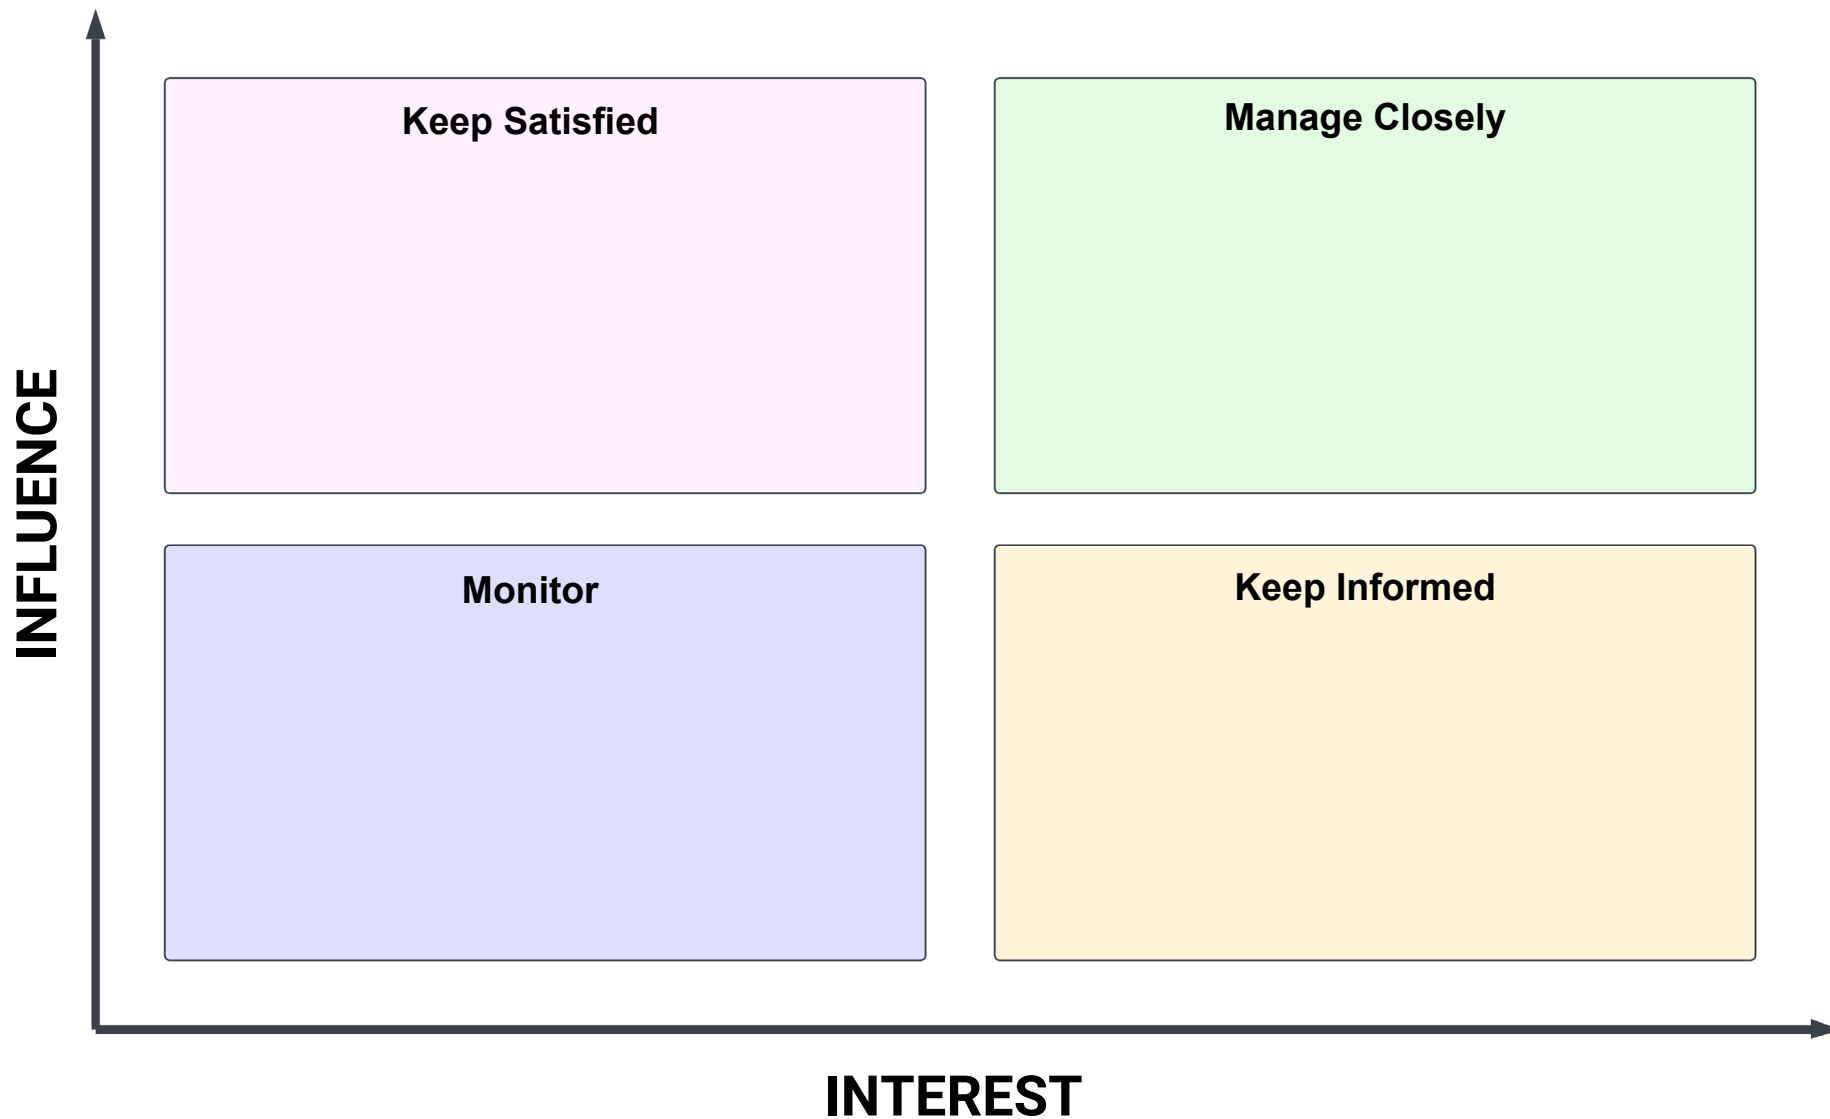 Keep Satisfied
Manage Closely
INFLUENCE
Monitor
Keep Informed
INTEREST